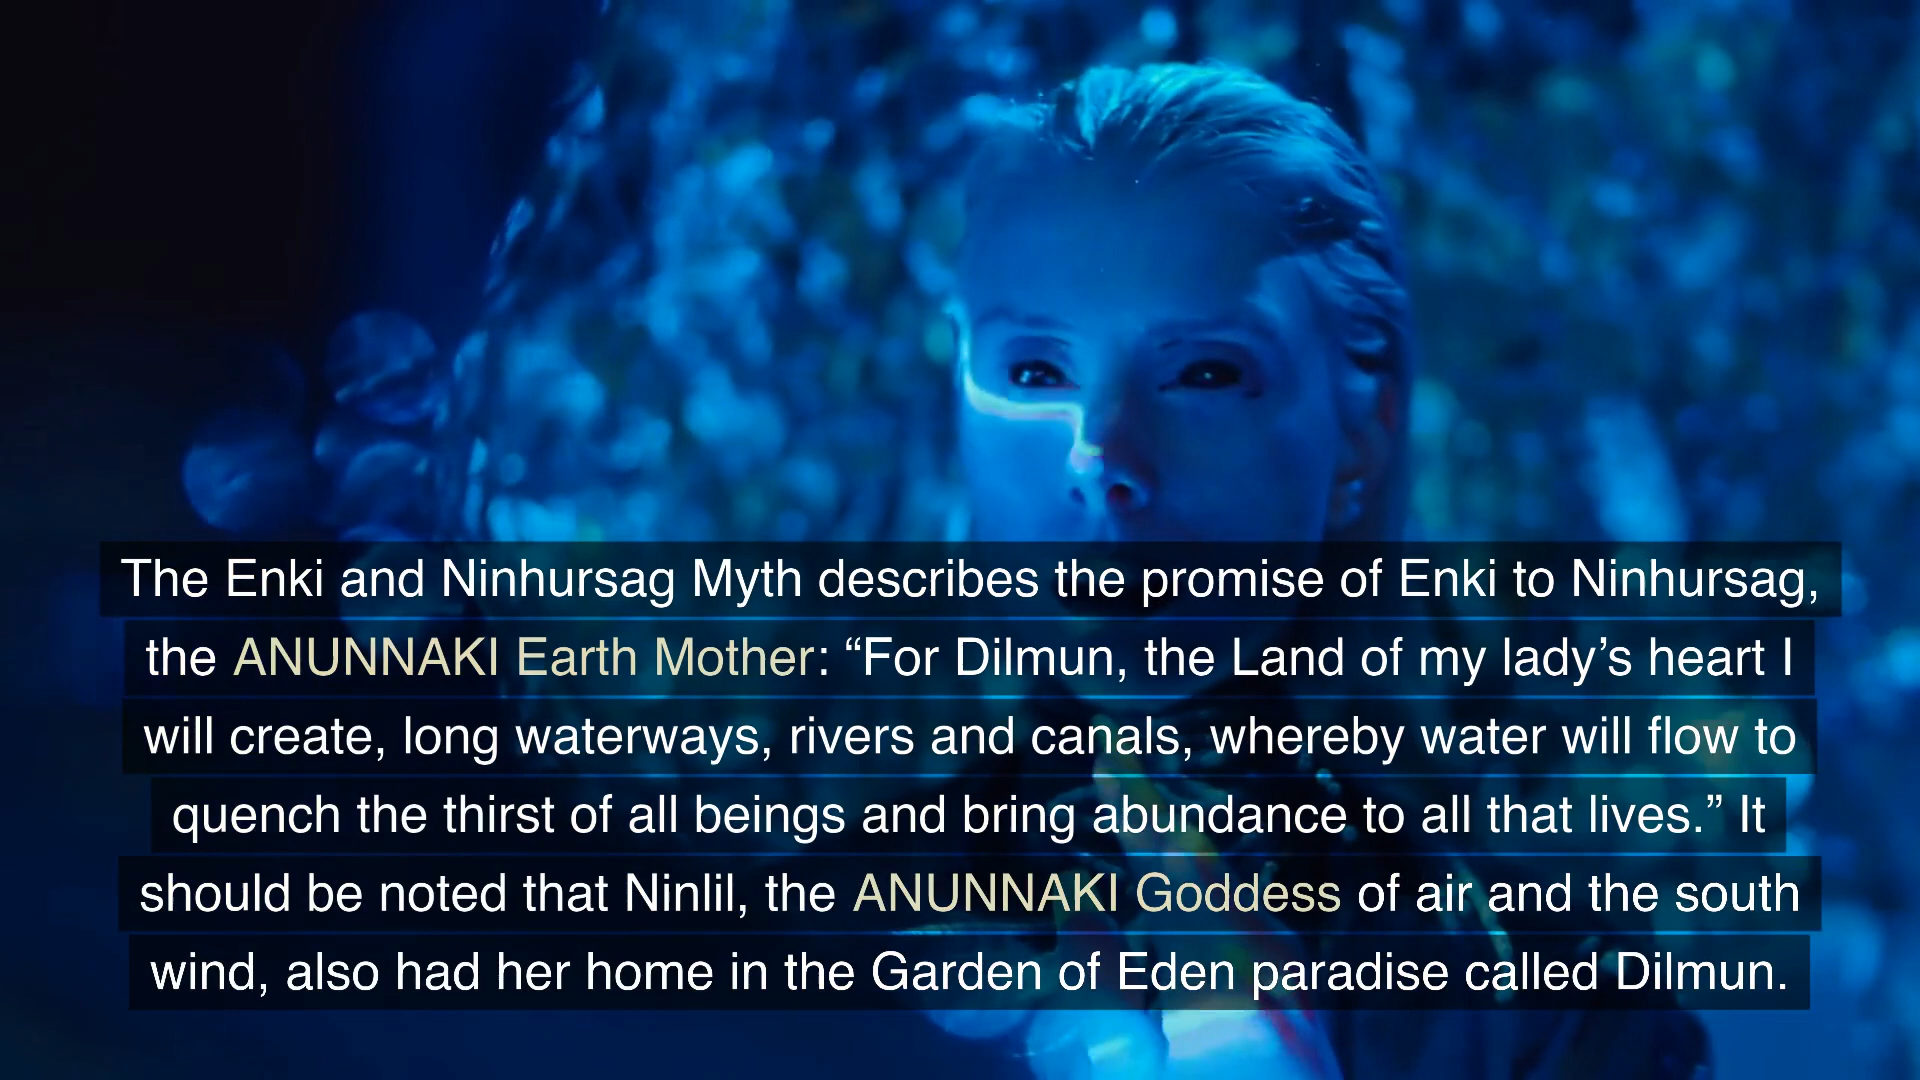 The Enki and Ninhursag Myth describes the promise of Enki to Ninhursag,
the ANUNNAKI Earth Mother: “For Dilmun, the Land of my lady’s heart I
will create, long waterways, rivers and canals, whereby water will flow to
quench the thirst of all beings and bring abundance to all that lives.” It
should be noted that Ninlil, the ANUNNAKI Goddess of air and the south
wind, also had her home in the Garden of Eden paradise called Dilmun.